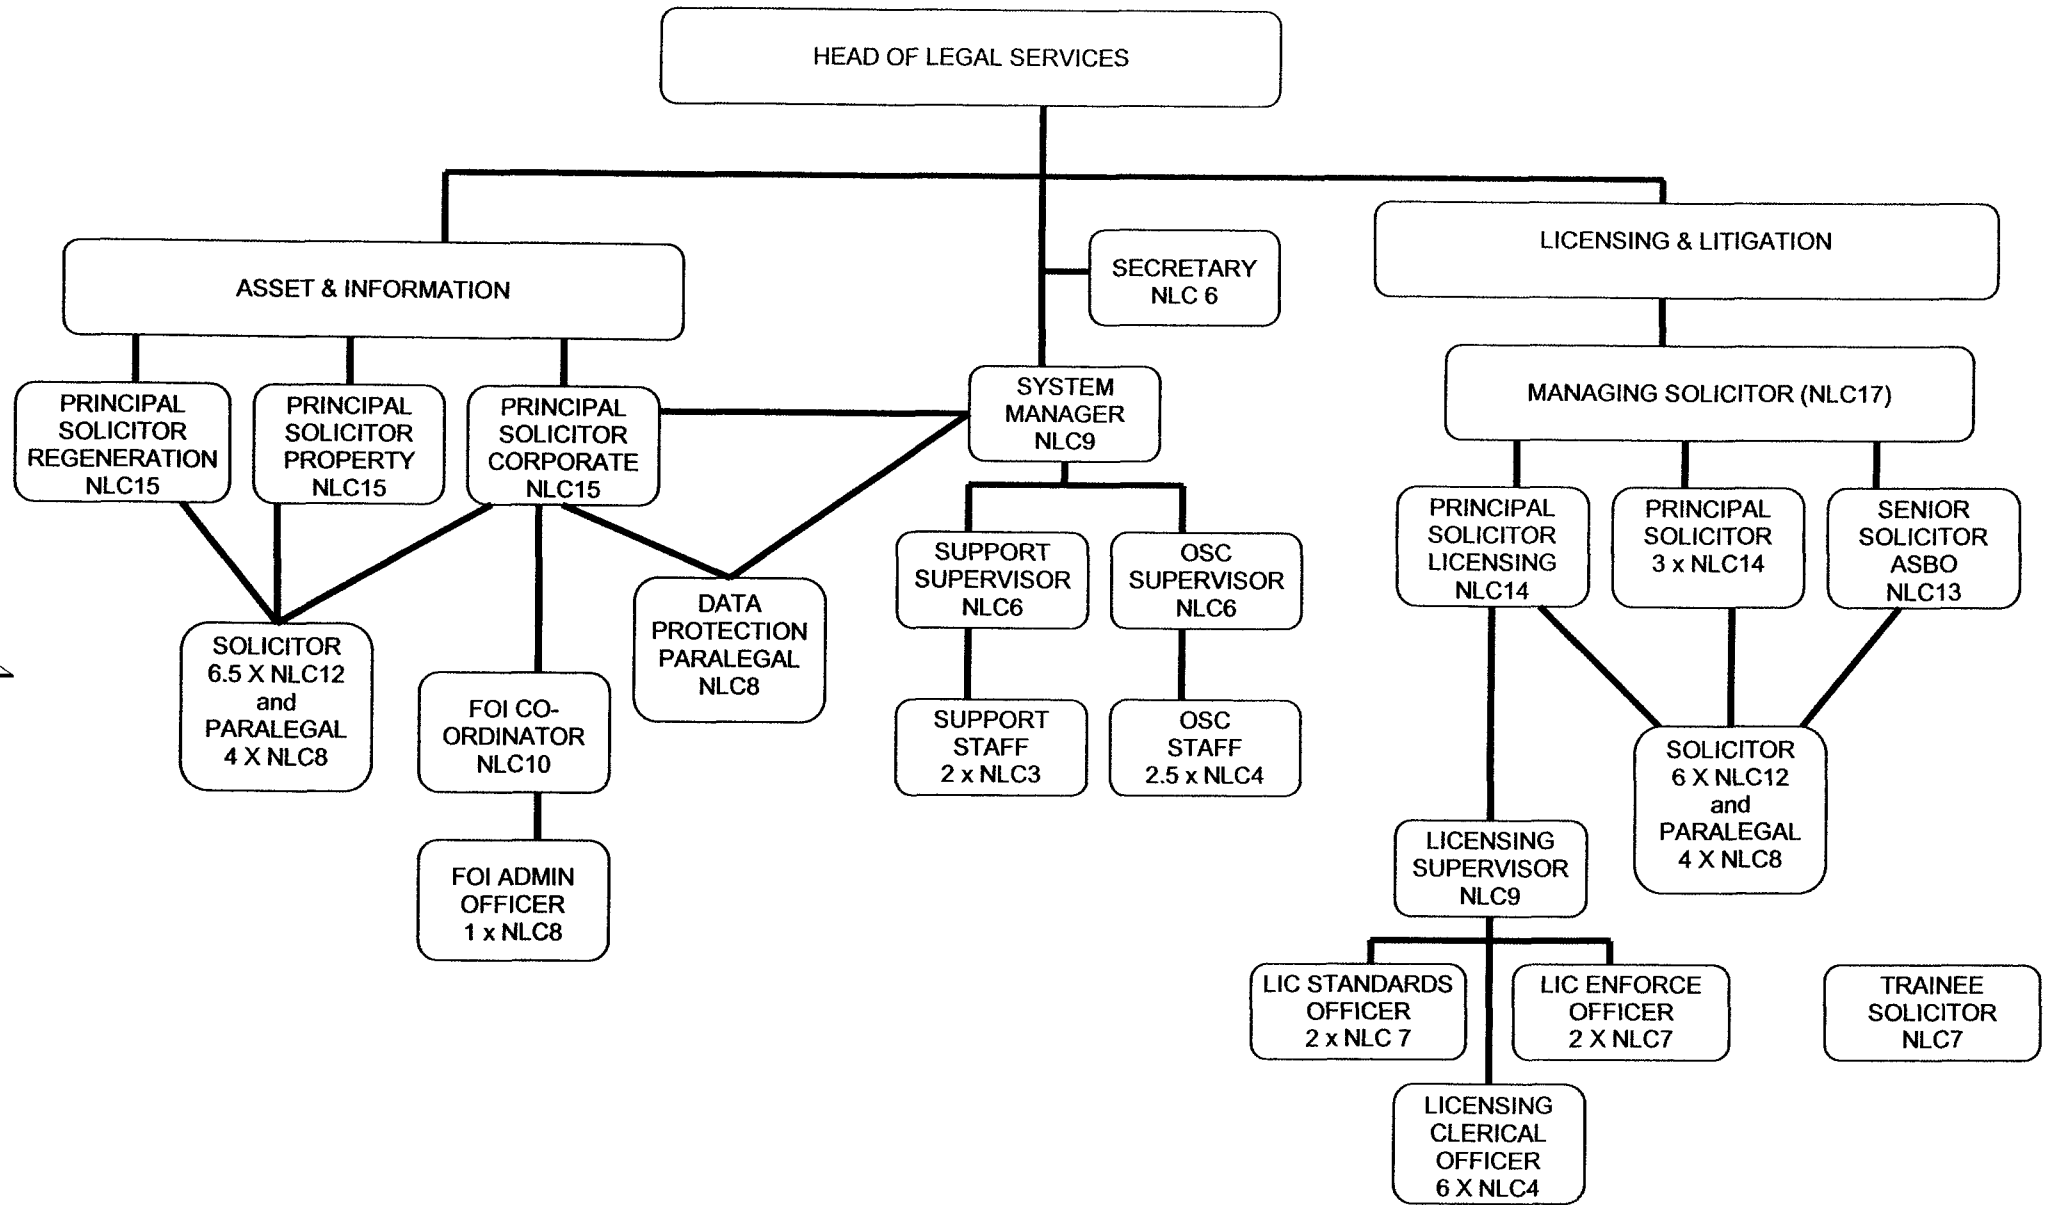 HEAD OF LEGAL SERVICES
ASSET & INFORMATION
SECRETARY
NLC 6
LICENSING & LITIGATION
PRINCIPAL
SOLICITOR
REGENERATION
NLC15
PRINCIPAL
SOLICITOR
PROPERTY
NLC15
PRINCIPAL
SOLICITOR
CORPORATE
NLC15
SYSTEM
MANAGER
NLC9
MANAGING SOLICITOR (NLC17)
SUPPORT
SUPERVISOR
NLC6
OSC
SUPERVISOR
NLC6
PRINCIPAL
SOLICITOR
LICENSING
NLC14
PRINCIPAL
SOLICITOR
3 x NLC14
SENIOR
SOLICITOR
ASBO
NLC13
SOLICITOR
6.5 X NLC12
and
PARALEGAL
4 X NLC8
FOI CO-
ORDINATOR
NLC10
DATA
PROTECTION
PARALEGAL
NLC8
SUPPORT
STAFF
2 x NLC3
OSC
STAFF
2.5 x NLC4
SOLICITOR
6 X NLC12
and
PARALEGAL
4 X NLC8
FOI ADMIN
OFFICER
1 x NLC8
LICENSING
SUPERVISOR
NLC9
LIC STANDARDS
OFFICER
2 x NLC 7
LIC ENFORCE
OFFICER
2 X NLC7
TRAINEE
SOLICITOR
NLC7
LICENSING
CLERICAL
OFFICER
6 X NLC4